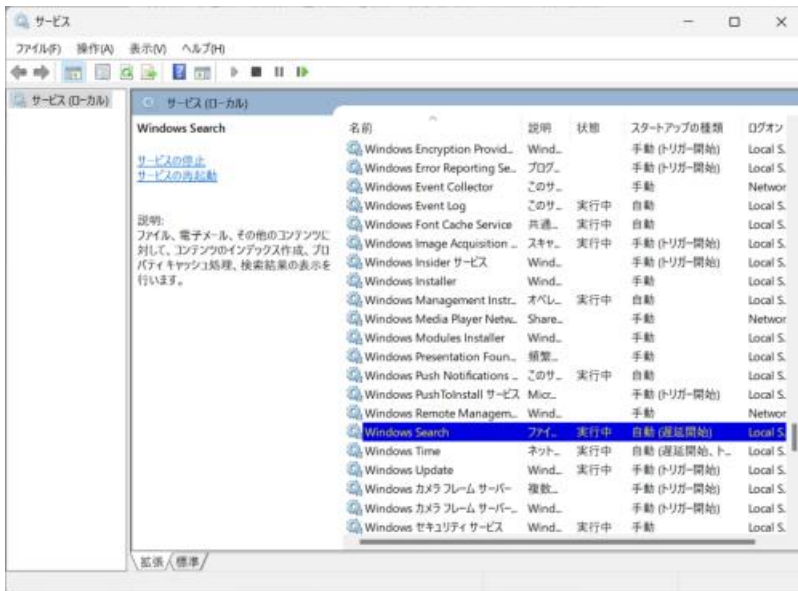 サービス
ファイル(F) 操作(A) 表示(V) ヘルプ(H)
サービス (ローカル)
サービス (ローカル)
Windows Search
サービスの停止
サービスの再起動
説明:
ファイル、電子メール、その他のコンテンツに
対して、コンテンツのインデックス作成、プロ
パティ キャッシュ処理、検索結果の表示を
行います。
名前 説明 状態 スタートアップの種類 ログオン
Windows Encryption Provid... Wind... 手動 (トリガー開始) Local S.
Windows Error Reporting Se... プログ... 手動 (トリガー開始) Local S.
Windows Event Collector このサ... 手動 Networ
Windows Event Log このサ... 実行中 自動 Local S.
Windows Font Cache Service 共通... 実行中 自動 Local S.
Windows Image Acquisition ... スキャ... 実行中 手動 (トリガー開始) Local S.
Windows Insider サービス Wind... 手動 (トリガー開始) Local S.
Windows Installer Wind... 手動 Local S.
Windows Management Instr... オペレ... 実行中 自動 Local S.
Windows Media Player Netw... Share... 手動 Networ
Windows Modules Installer Wind... 手動 Local S.
Windows Presentation Foun... 頻繁... 手動 Local S.
Windows Push Notifications ... このサ... 実行中 自動 Local S.
Windows PushToInstall サービス Micr... 手動 (トリガー開始) Local S.
Windows Remote Managem... Wind... 手動 Networ
Windows Search ファイ... 実行中 自動 (遅延開始) Local S.
Windows Time ネット... 実行中 自動 (遅延開始、ト... Local S.
Windows Update Wind... 実行中 手動 (トリガー開始) Local S.
Windows カメラ フレーム サーバー 複数... 手動 (トリガー開始) Local S.
Windows カメラ フレーム サーバー... Wind... 手動 (トリガー開始) Local S.
Windows セキュリティ サービス Wind... 実行中 手動 Local S.
拡張 標準